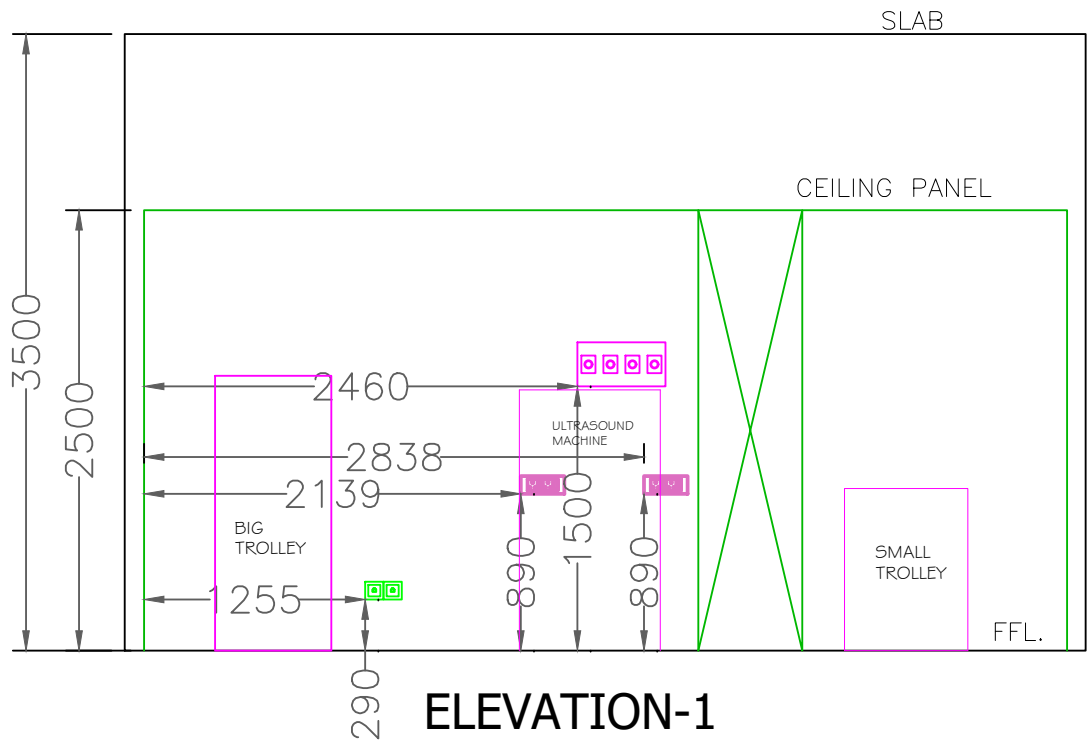 SLAB
CEILING PANEL
3500
2500
2460
ULTRASOUND
MACHINE
2838
2139
1500
BIG
TROLLEY
890
890
SMALL
TROLLEY
1255
FFL.
290
ELEVATION-1